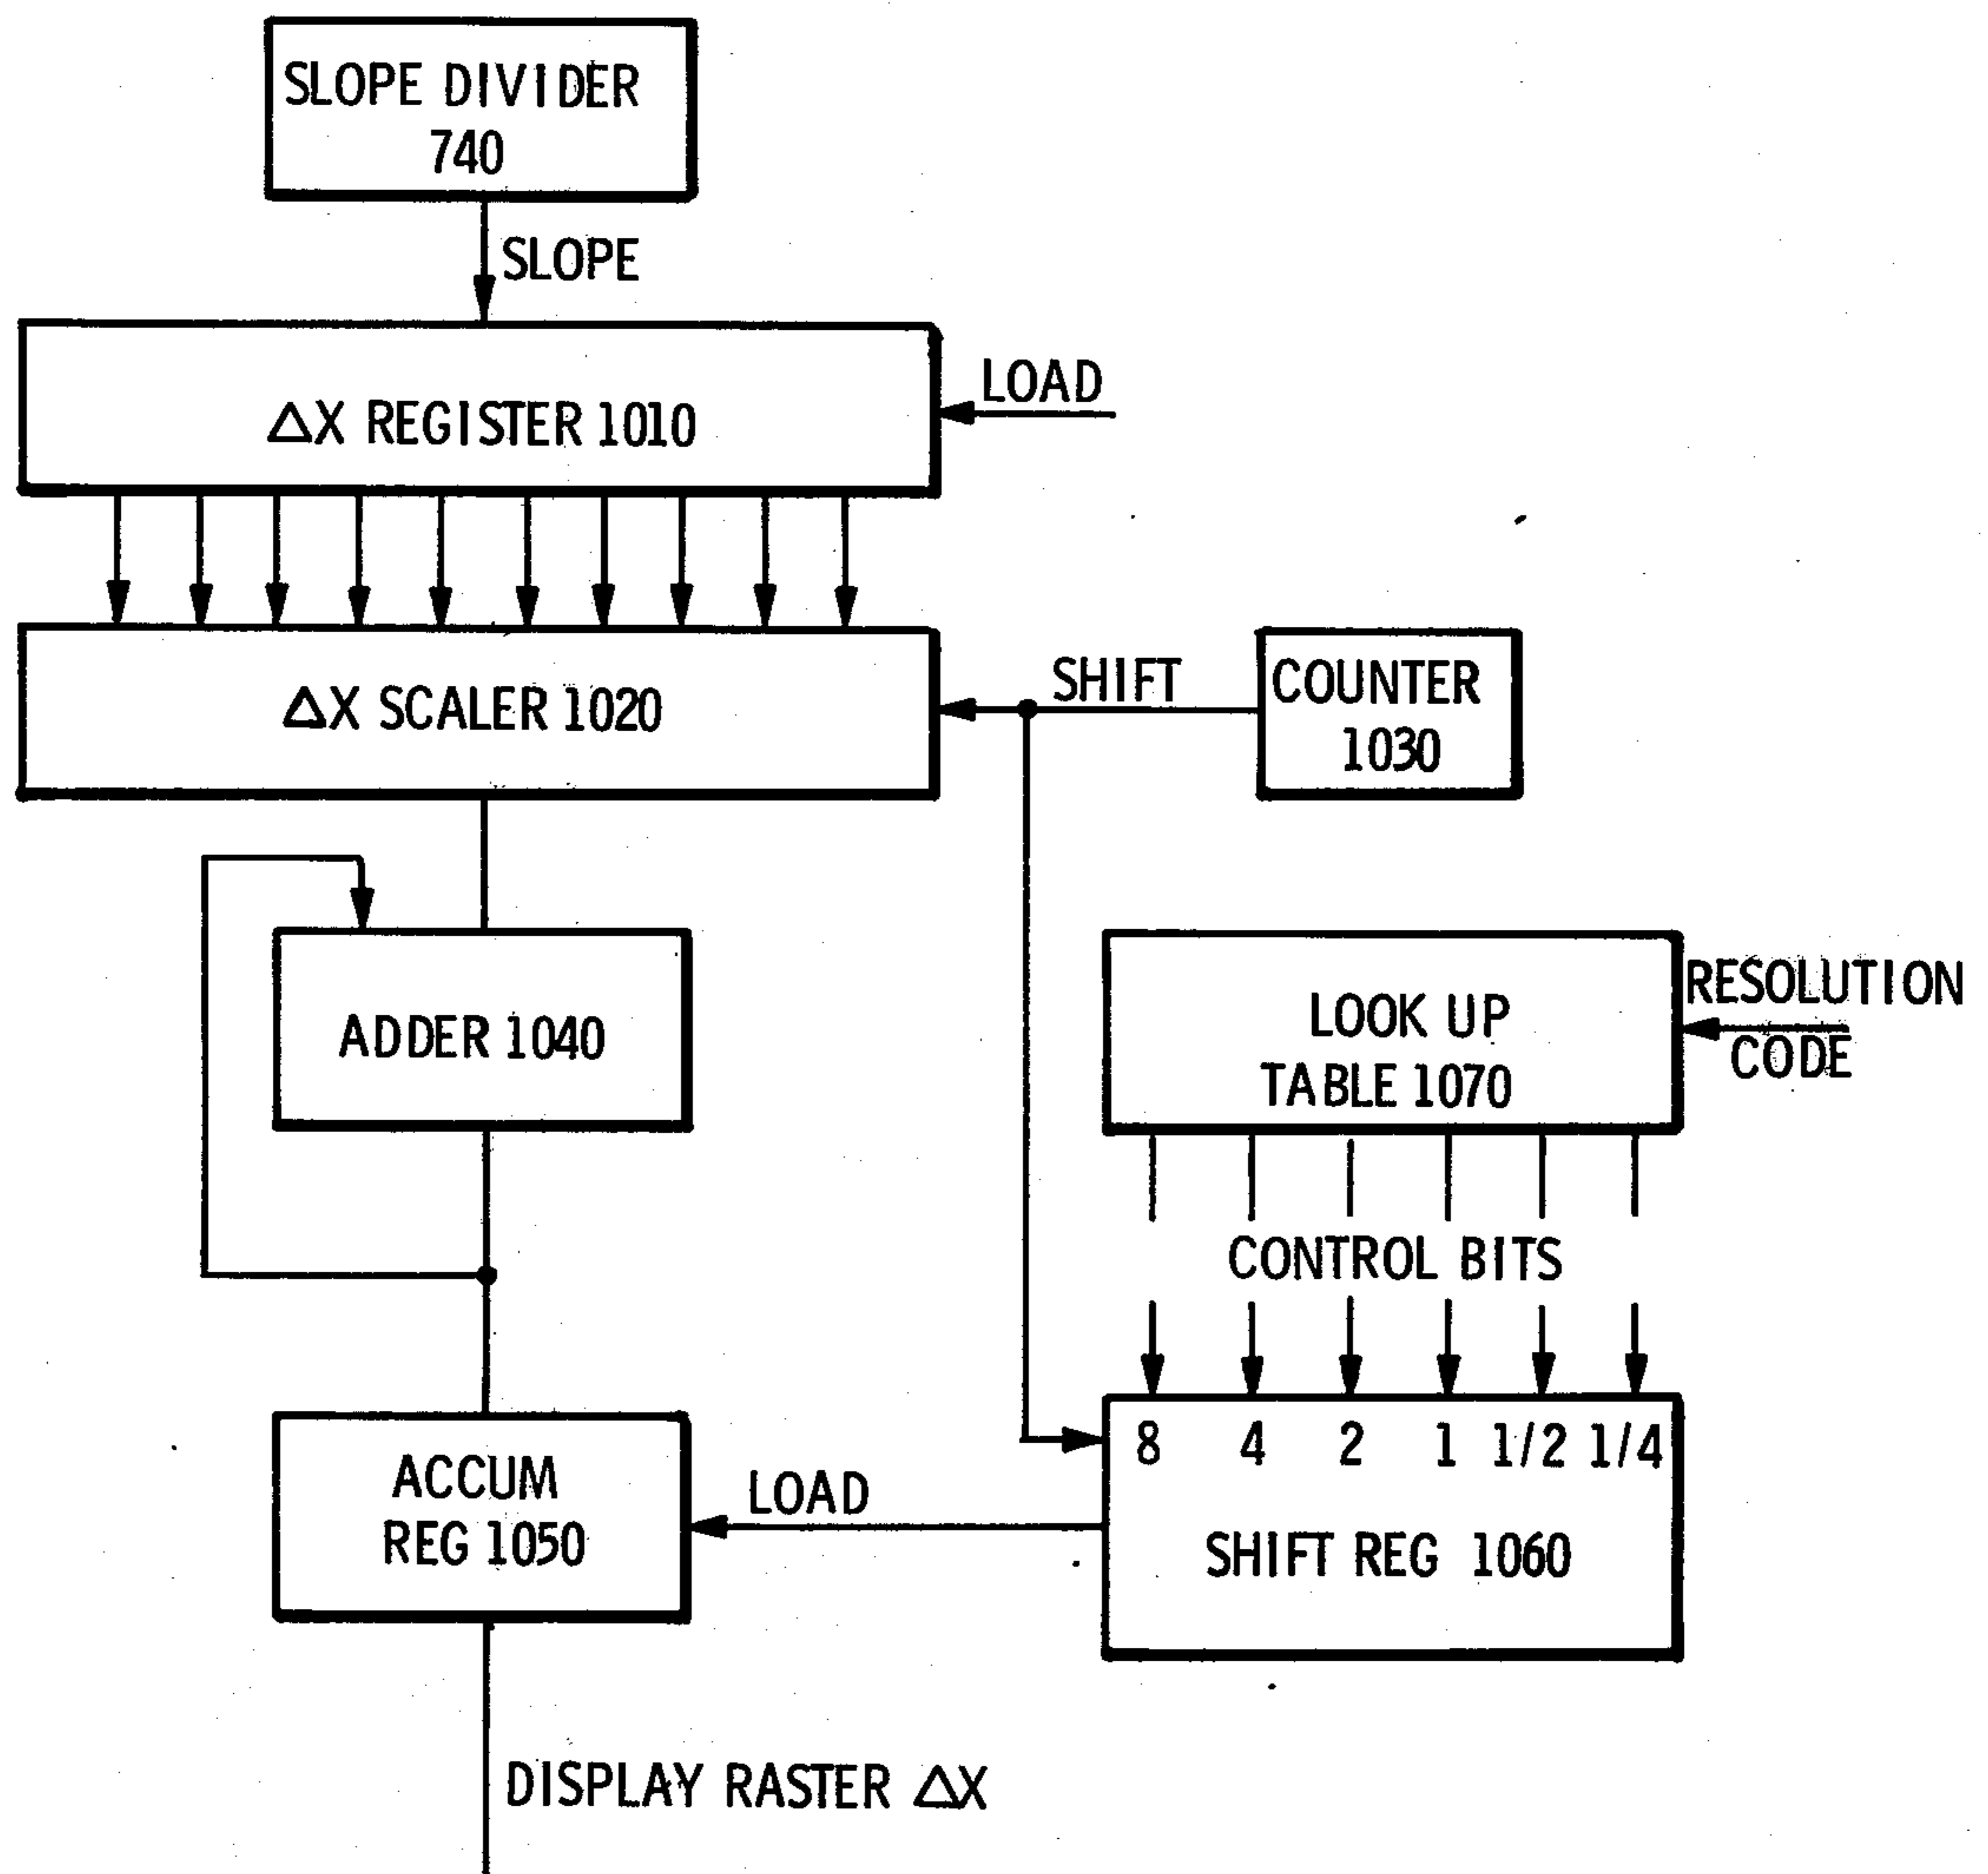 SLOPE DIVIDER
740
SLOPE
ΔX REGISTER 1010
LOAD
ΔX SCALER 1020
SHIFT
COUNTER
1030
ADDER 1040
LOOK UP
TABLE 1070
RESOLUTION
CODE
CONTROL BITS
8 4 2 1 1/2 1/4
SHIFT REG 1060
ACCUM
REG 1050
LOAD
DISPLAY RASTER ΔX